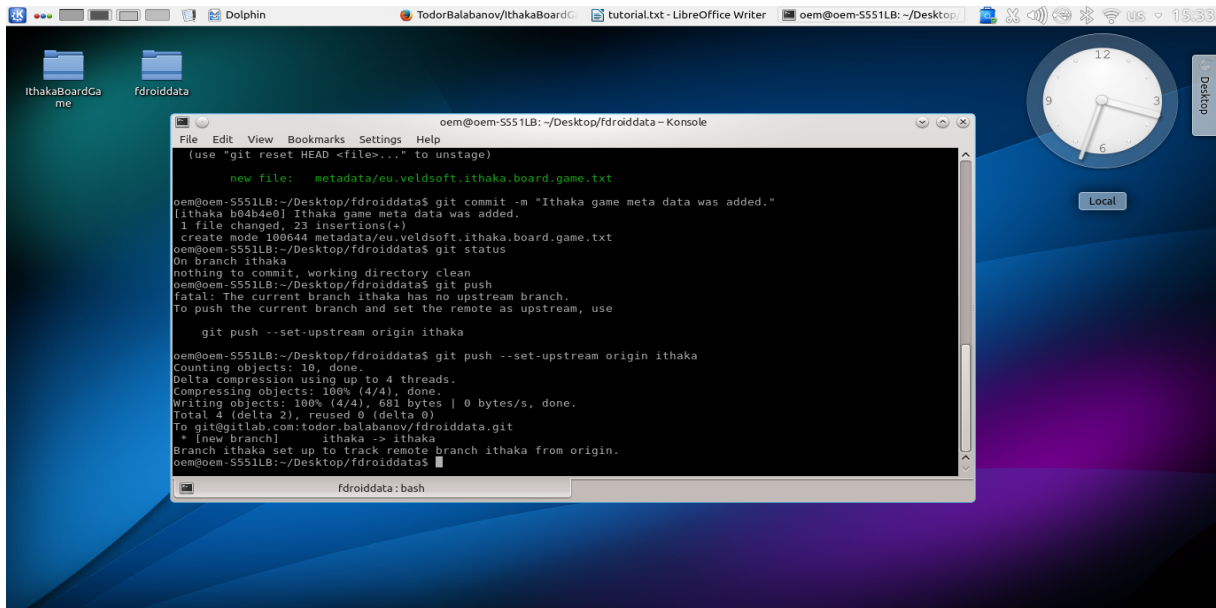 Dolphin
TodorBalabanov/IthakaBoardG
tutorial.txt - LibreOffice Writer
oem@oem-S551LB: ~/Desktop/
US
15:33
IthakaBoardGa
me
fdroiddata
oem@oem-S551LB: ~/Desktop/fdroiddata – Konsole
File Edit View Bookmarks Settings Help
(use "git reset HEAD <file>..." to unstage)
new file: metadata/eu.veldsoft.ithaka.board.game.txt
oem@oem-S551LB:~/Desktop/fdroiddata$ git commit -m "Ithaka game meta data was added."
[ithaka b04b4e0] Ithaka game meta data was added.
1 file changed, 23 insertions(+)
create mode 100644 metadata/eu.veldsoft.ithaka.board.game.txt
oem@oem-S551LB:~/Desktop/fdroiddata$ git status
On branch ithaka
nothing to commit, working directory clean
oem@oem-S551LB:~/Desktop/fdroiddata$ git push
fatal: The current branch ithaka has no upstream branch.
To push the current branch and set the remote as upstream, use
git push --set-upstream origin ithaka
oem@oem-S551LB:~/Desktop/fdroiddata$ git push --set-upstream origin ithaka
Counting objects: 10, done.
Delta compression using up to 4 threads.
Compressing objects: 100% (4/4), done.
Writing objects: 100% (4/4), 681 bytes | 0 bytes/s, done.
Total 4 (delta 2), reused 0 (delta 0)
To git@gitlab.com:todor.balabanov/fdroiddata.git
* [new branch] ithaka -> ithaka
Branch ithaka set up to track remote branch ithaka from origin.
oem@oem-S551LB:~/Desktop/fdroiddata$
fdroiddata : bash
12
3
6
9
Local
Desktop